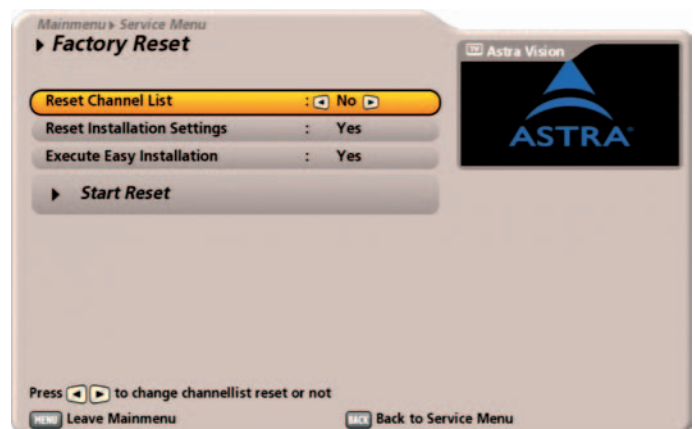 Mainmenu▸ Service Menu
▸ Factory Reset
TV Astra Vision
ASTRA
Reset Channel List : ◂ No ▸
Reset Installation Settings : Yes
Execute Easy Installation : Yes
▸ Start Reset
Press ◂ ▸ to change channellist reset or not
MENU Leave Mainmenu BACK Back to Service Menu